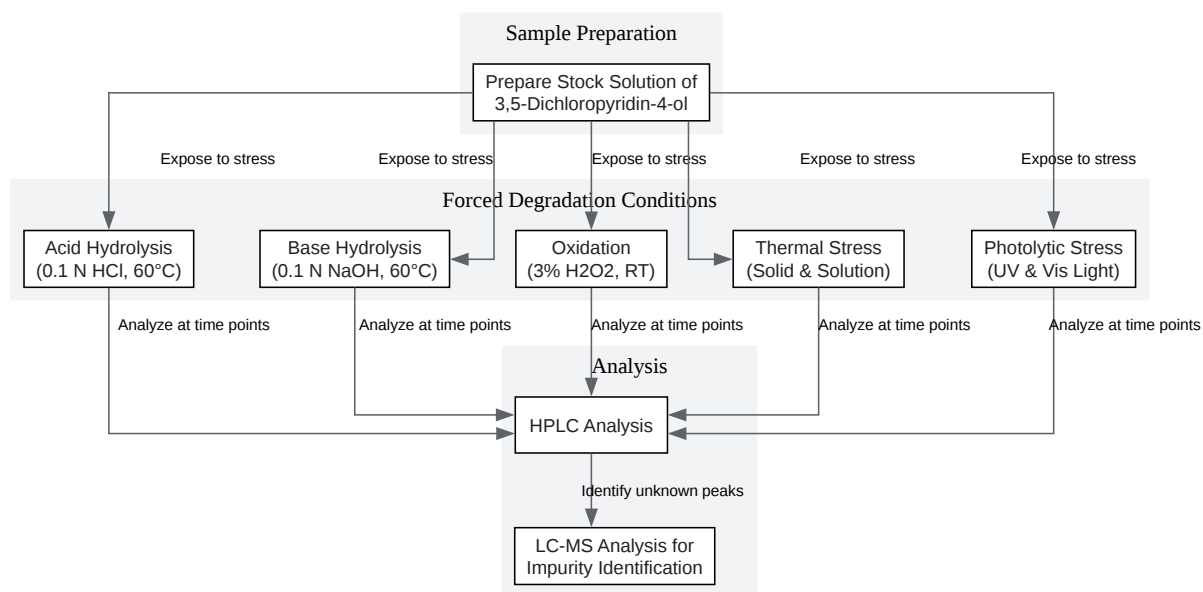 Sample Preparation
Prepare Stock Solution of
3,5-Dichloropyridin-4-ol
Expose to stress
Expose to stress
Expose to stress
Expose to stress
Expose to stress
Forced Degradation Conditions
Acid Hydrolysis
(0.1 N HCl, 60°C)
Base Hydrolysis
(0.1 N NaOH, 60°C)
Oxidation
(3% H2O2, RT)
Thermal Stress
(Solid & Solution)
Photolytic Stress
(UV & Vis Light)
Analyze at time points
Analyze at time points
Analyze at time points
Analyze at time points
Analyze at time points
Analysis
HPLC Analysis
Identify unknown peaks
LC-MS Analysis for
Impurity Identification